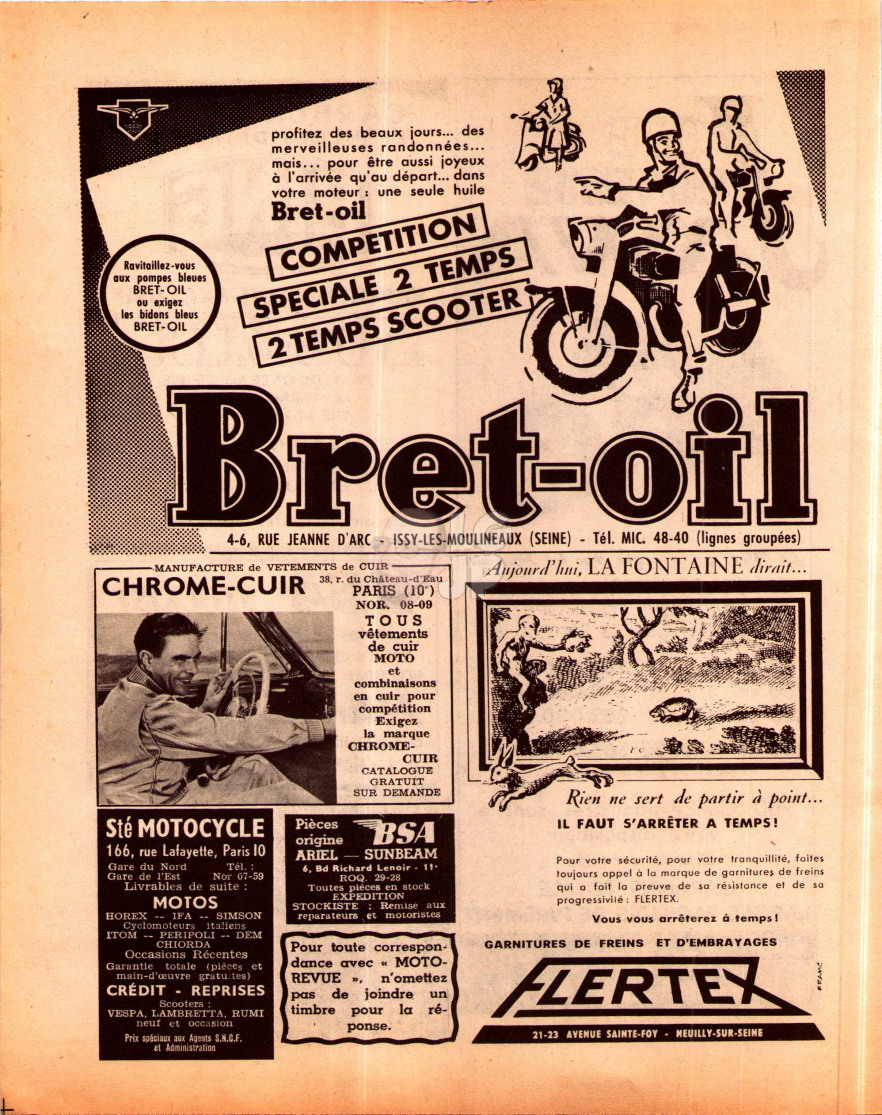 profitez des beaux jours... des
merveilleuses randonnées...
mais... pour être aussi joyeux
à l'arrivée qu'au départ... dans
votre moteur : une seule huile
Bret-oil
COMPETITION
SPECIALE 2 TEMPS
2 TEMPS SCOOTER
Ravitaillez-vous
aux pompes bleues
BRET-OIL
ou exigez
les bidons bleus
BRET-OIL
Bret-oil
4-6, RUE JEANNE D'ARC - ISSY-LES-MOULINEAUX (SEINE) - Tél. MIC. 48-40 (lignes groupées)
MANUFACTURE de VETEMENTS de CUIR
CHROME-CUIR
38, r. du Château-d'Eau
PARIS (10e)
NOR. 08-09
TOUS
vêtements
de cuir
MOTO
et
combinaisons
en cuir pour
compétition
Exigez
la marque
CHROME-
CUIR
CATALOGUE
GRATUIT
SUR DEMANDE
Aujourd'hui, LA FONTAINE dirait...
Rien ne sert de partir à point...
IL FAUT S'ARRÊTER A TEMPS!
Pour votre sécurité, pour votre tranquillité, faites
toujours appel à la marque de garnitures de freins
qui a fait la preuve de sa résistance et de sa
progressivité : FLERTEX.
Vous vous arrêterez à temps!
GARNITURES DE FREINS ET D'EMBRAYAGES
FLERTEX
21-23 AVENUE SAINTE-FOY - NEUILLY-SUR-SEINE
Sté MOTOCYCLE
166, rue Lafayette, Paris 10
Gare du Nord Tél. :
Gare de l'Est Nor 07-59
Livrables de suite :
MOTOS
HOREX -- IFA -- SIMSON
Cyclomoteurs italiens
ITOM -- PERIPOLI -- DEM
CHIORDA
Occasions Récentes
Garantie totale (pièces et
main-d'œuvre gratuites)
CRÉDIT - REPRISES
Scooters :
VESPA, LAMBRETTA, RUMI
neuf et occasion
Prix spéciaux aux Agents S.N.C.F.
et Administration
Pièces
origine BSA
ARIEL — SUNBEAM
6, Bd Richard Lenoir - 11e
ROQ. 29-28
Toutes pièces en stock
EXPEDITION
STOCKISTE : Remise aux
reparateurs et motoristes
Pour toute correspon-
dance avec « MOTO-
REVUE », n'omettez
pas de joindre un
timbre pour la ré-
ponse.